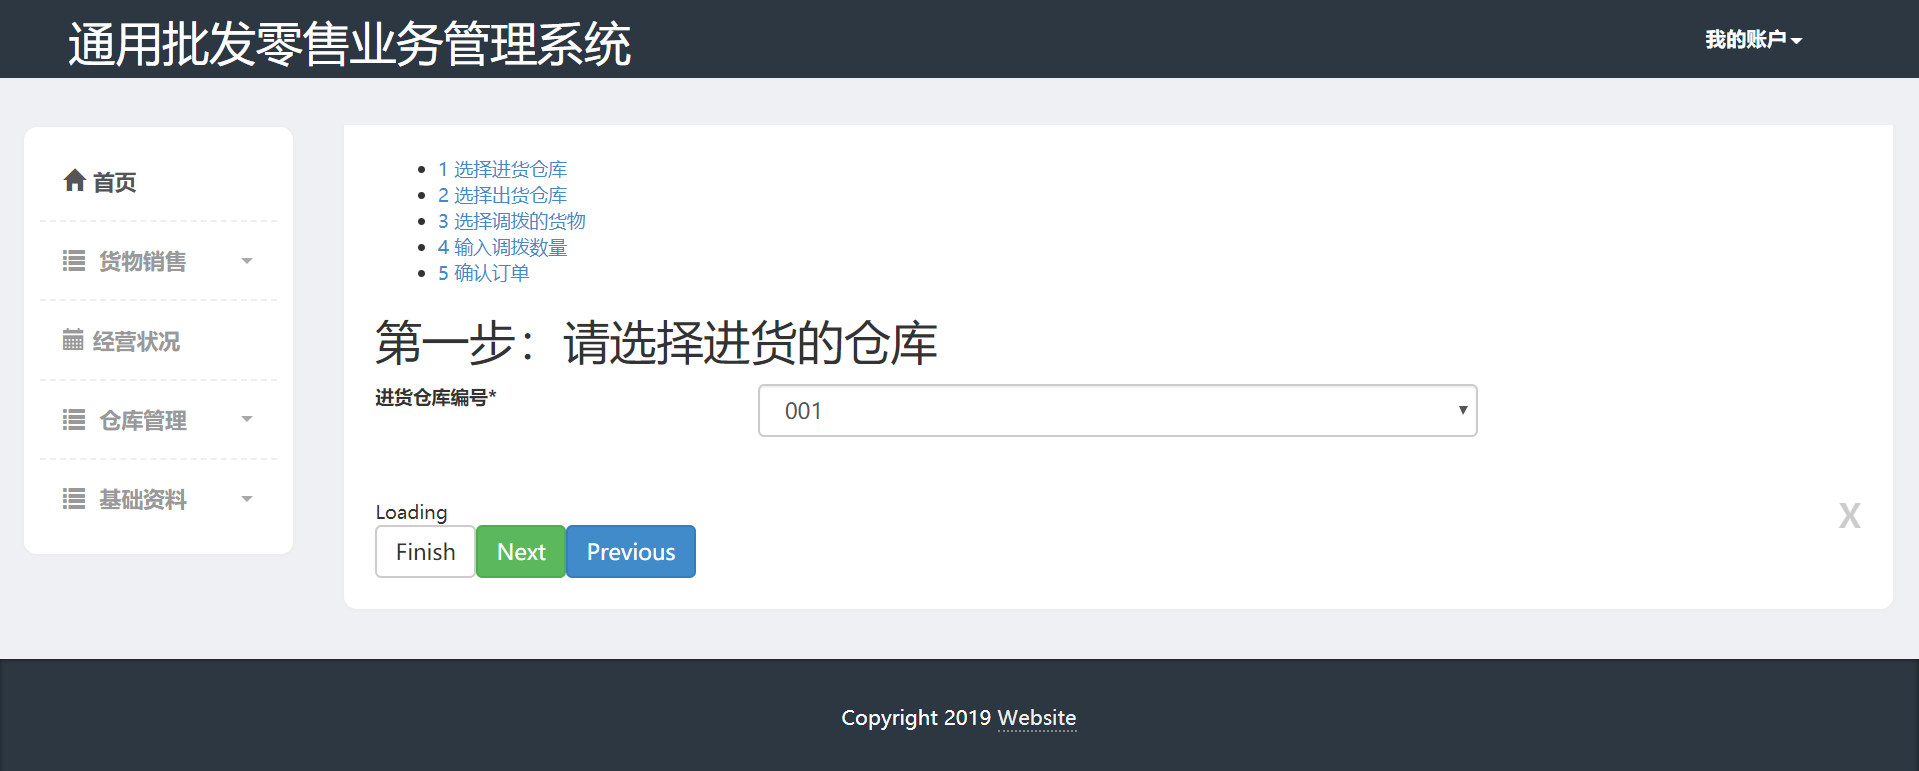 通用批发零售业务管理系统
我的账户
首页
货物销售
经营状况
仓库管理
基础资料
1 选择进货仓库
2 选择出货仓库
3 选择调拨的货物
4 输入调拨数量
5 确认订单
第一步：请选择进货的仓库
进货仓库编号*
001
Loading
X
Finish Next Previous
Copyright 2019 Website